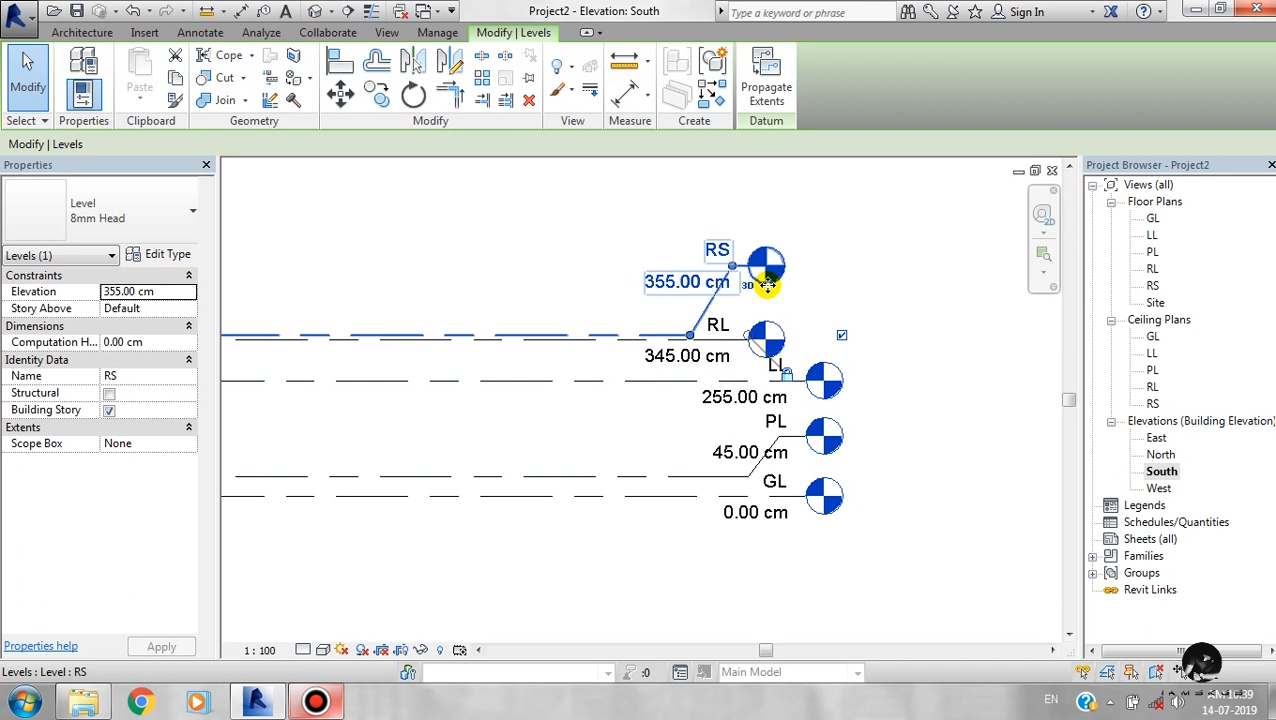 Project2 - Elevation: South
Type a keyword or phrase
Sign In
Architecture Insert Annotate Analyze Collaborate View Manage Modify | Levels
Modify
Paste
Cope
Cut
Join
Propagate
Extents
Select Properties Clipboard Geometry Modify View Measure Create Datum
Modify | Levels
Properties
Level
8mm Head
Levels (1)
Edit Type
Constraints
Elevation 355.00 cm
Story Above Default
Dimensions
Computation H... 0.00 cm
Identity Data
Name RS
Structural
Building Story
Extents
Scope Box None
Properties help
Apply
RS
355.00 cm
3D
RL
345.00 cm
LL
255.00 cm
PL
45.00 cm
GL
0.00 cm
Project Browser - Project2
Views (all)
Floor Plans
GL
LL
PL
RL
RS
Site
Ceiling Plans
GL
LL
PL
RL
RS
Elevations (Building Elevation)
East
North
South
West
Legends
Schedules/Quantities
Sheets (all)
Families
Groups
Revit Links
1 : 100
Levels : Level : RS
:0
Main Model
EN
14-07-2019